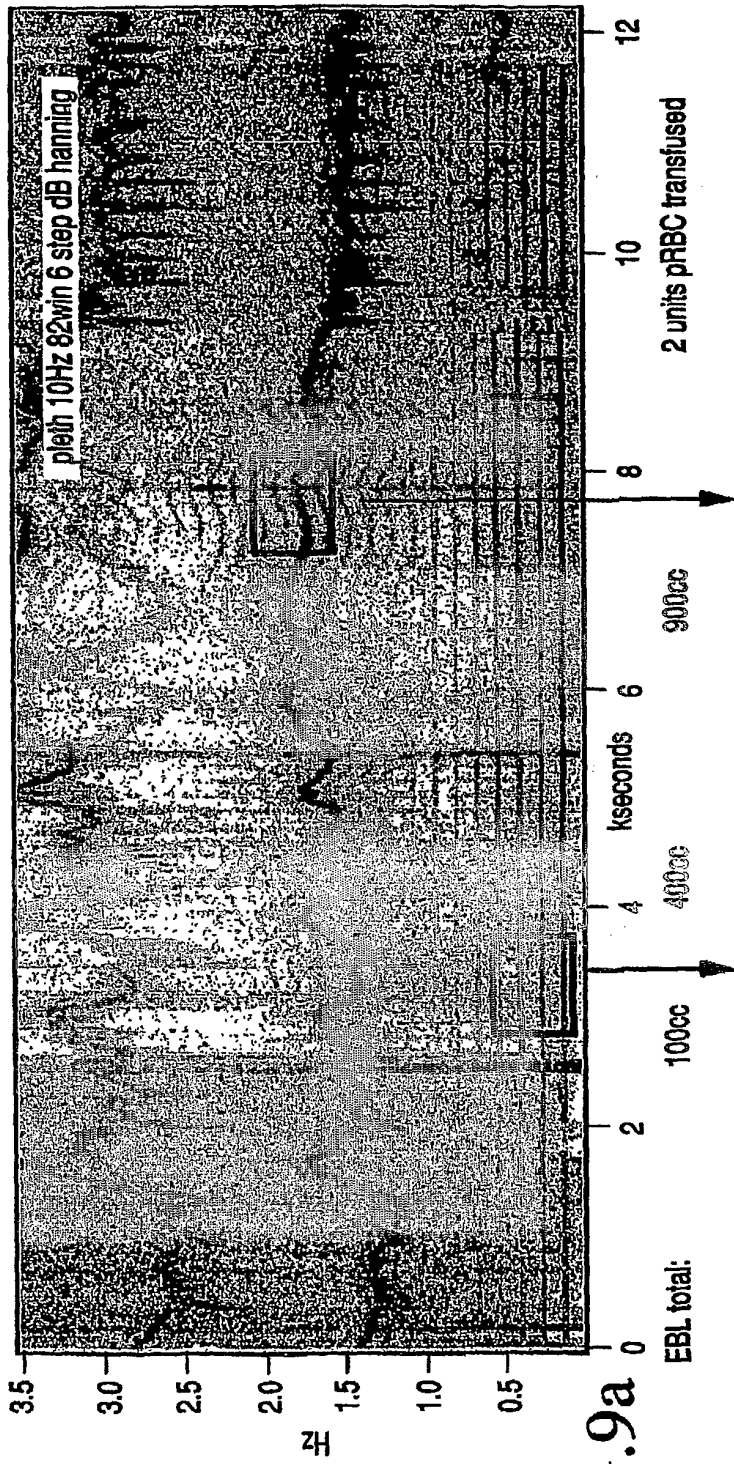 pleth 10Hz 82win 6 step dB hanning
3.5
3.0
2.5
2.0
1.5
1.0
0.5
Hz
0
2
4
6
8
10
12
kseconds
EBL total:
100cc
400cc
900cc
2 units pRBC transfused
.9a